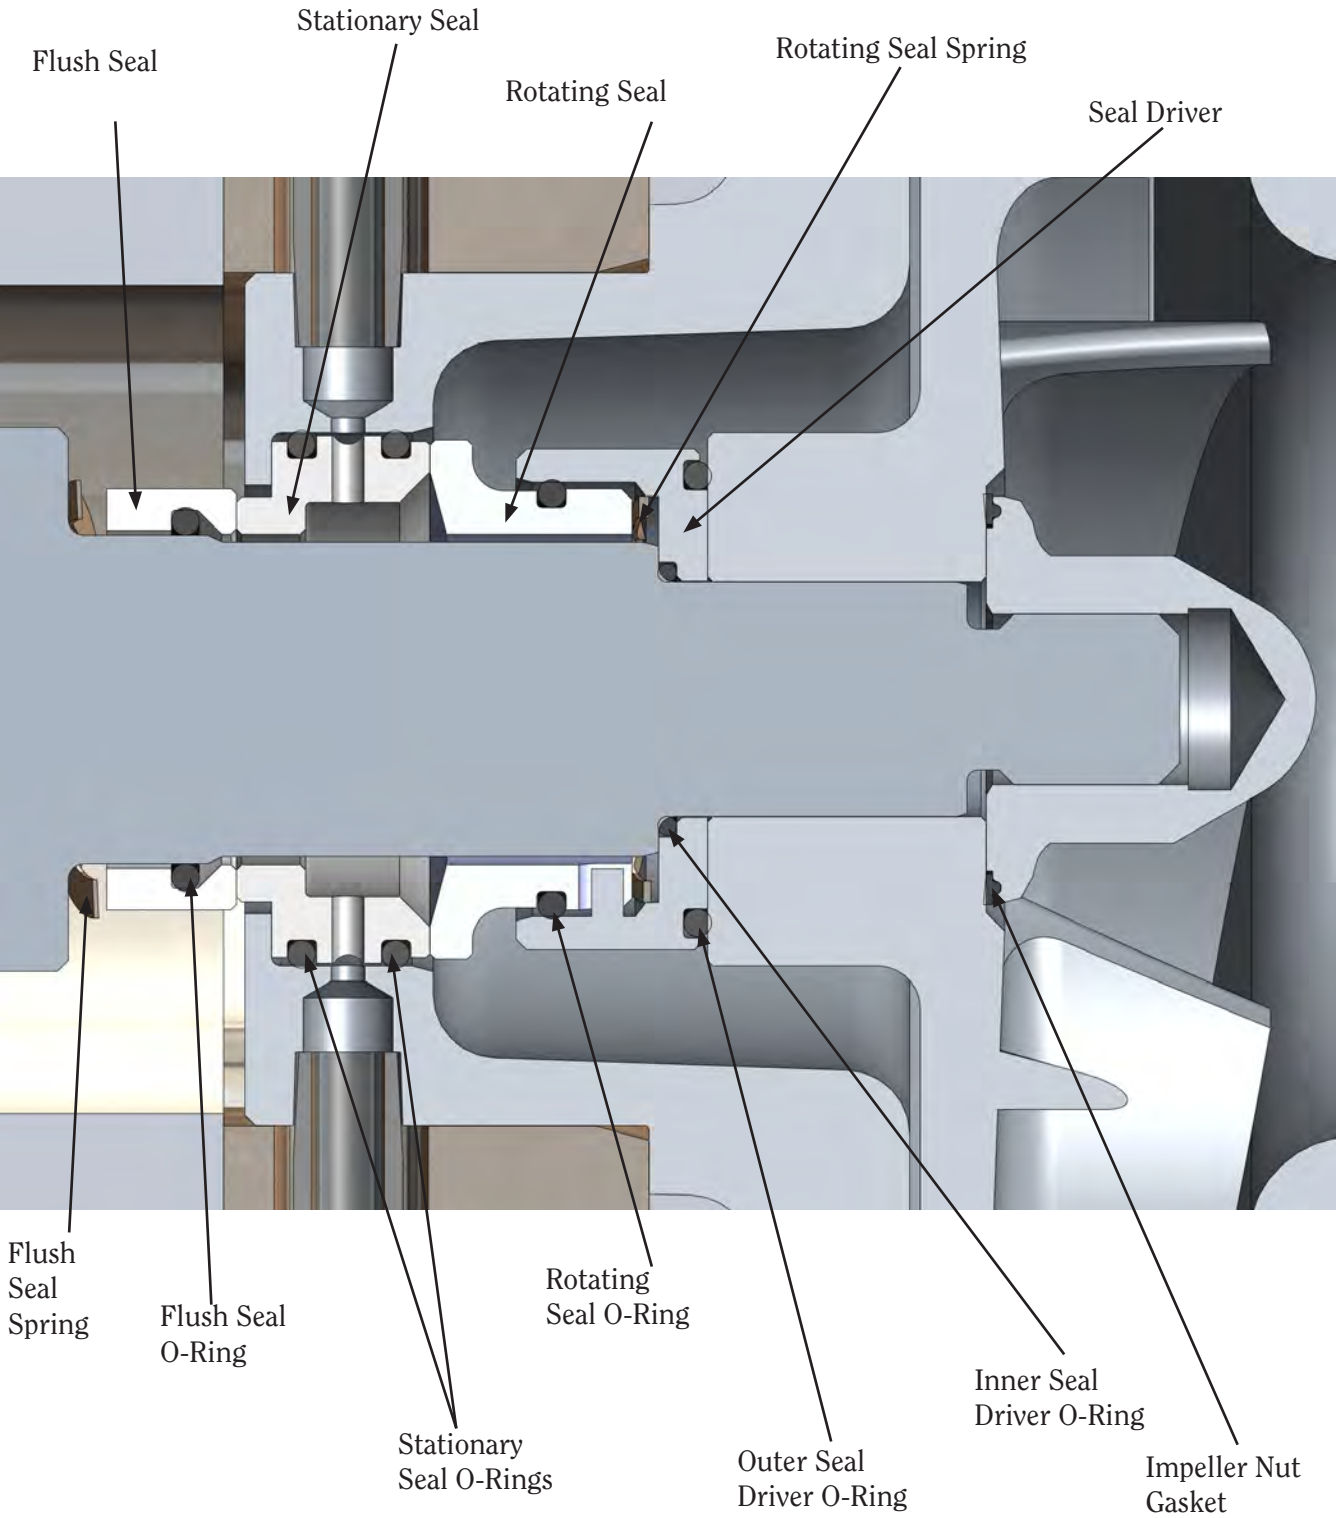 Stationary Seal
Flush Seal
Rotating Seal Spring
Rotating Seal
Seal Driver
Flush
Seal
Spring
Flush Seal
O-Ring
Rotating
Seal O-Ring
Stationary
Seal O-Rings
Outer Seal
Driver O-Ring
Inner Seal
Driver O-Ring
Impeller Nut
Gasket